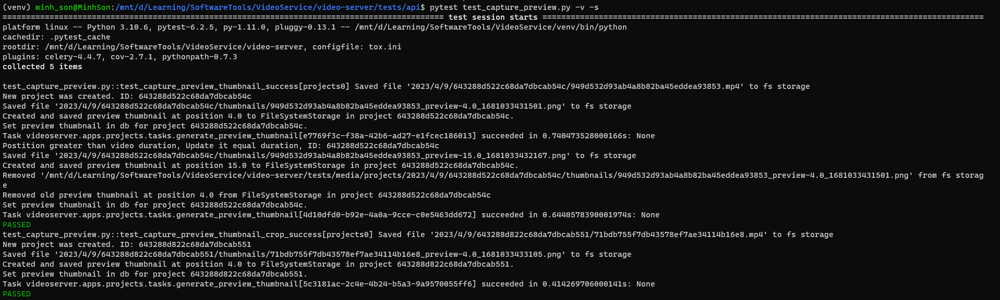 (venv) minh_son@MinhSon:/mnt/d/Learning/SoftwareTools/VideoService/video-server/tests/api$ pytest test_capture_preview.py -v -s
============================================================================================== test session starts ==============================================================================================
platform linux -- Python 3.10.6, pytest-6.2.5, py-1.11.0, pluggy-0.13.1 -- /mnt/d/Learning/SoftwareTools/VideoService/venv/bin/python
cachedir: .pytest_cache
rootdir: /mnt/d/Learning/SoftwareTools/VideoService/video-server, configfile: tox.ini
plugins: celery-4.4.7, cov-2.7.1, pythonpath-0.7.3
collected 5 items
test_capture_preview.py::test_capture_preview_thumbnail_success[projects0] Saved file '2023/4/9/643288d522c68da7dbcab54c/949d532d93ab4a8b82ba45eddea93853.mp4' to fs storage
New project was created. ID: 643288d522c68da7dbcab54c
Saved file '2023/4/9/643288d522c68da7dbcab54c/thumbnails/949d532d93ab4a8b82ba45eddea93853_preview-4.0_1681033431501.png' to fs storage
Created and saved preview thumbnail at position 4.0 to FileSystemStorage in project 643288d522c68da7dbcab54c.
Set preview thumbnail in db for project 643288d522c68da7dbcab54c.
Task videoserver.apps.projects.tasks.generate_preview_thumbnail[e7769f3c-f38a-42b6-ad27-e1fcec186013] succeeded in 0.740473528000166s: None
Postition greater than video duration, Update it equal duration, ID: 643288d522c68da7dbcab54c
Saved file '2023/4/9/643288d522c68da7dbcab54c/thumbnails/949d532d93ab4a8b82ba45eddea93853_preview-15.0_1681033432167.png' to fs storage
Created and saved preview thumbnail at position 15.0 to FileSystemStorage in project 643288d522c68da7dbcab54c.
Removed '/mnt/d/Learning/SoftwareTools/VideoService/video-server/tests/media/projects/2023/4/9/643288d522c68da7dbcab54c/thumbnails/949d532d93ab4a8b82ba45eddea93853_preview-4.0_1681033431501.png' from fs storag
e
Removed old preview thumbnail at position 4.0 from FileSystemStorage in project 643288d522c68da7dbcab54c
Set preview thumbnail in db for project 643288d522c68da7dbcab54c.
Task videoserver.apps.projects.tasks.generate_preview_thumbnail[4d10dfd0-b92e-4a0a-9cce-c0e5463dd672] succeeded in 0.6440578390001974s: None
PASSED
test_capture_preview.py::test_capture_preview_thumbnail_crop_success[projects0] Saved file '2023/4/9/643288d822c68da7dbcab551/71bdb755f7db43578ef7ae34114b16e8.mp4' to fs storage
New project was created. ID: 643288d822c68da7dbcab551
Saved file '2023/4/9/643288d822c68da7dbcab551/thumbnails/71bdb755f7db43578ef7ae34114b16e8_preview-4.0_1681033433105.png' to fs storage
Created and saved preview thumbnail at position 4.0 to FileSystemStorage in project 643288d822c68da7dbcab551.
Set preview thumbnail in db for project 643288d822c68da7dbcab551.
Task videoserver.apps.projects.tasks.generate_preview_thumbnail[5c3181ac-2c4e-4b24-b5a3-9a9570055ff6] succeeded in 0.414269706000141s: None
PASSED